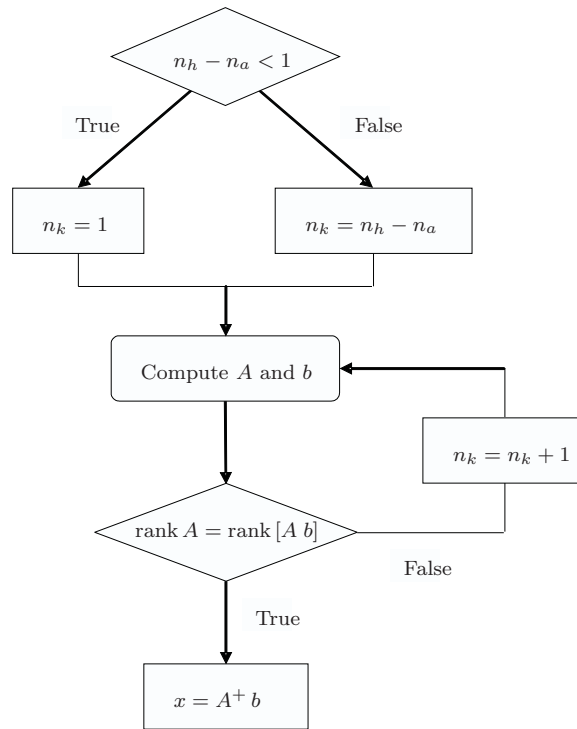 n_h − n_a < 1
True
False
n_k = 1
n_k = n_h − n_a
Compute A and b
n_k = n_k + 1
rank A = rank [A b]
False
True
x = A⁺ b